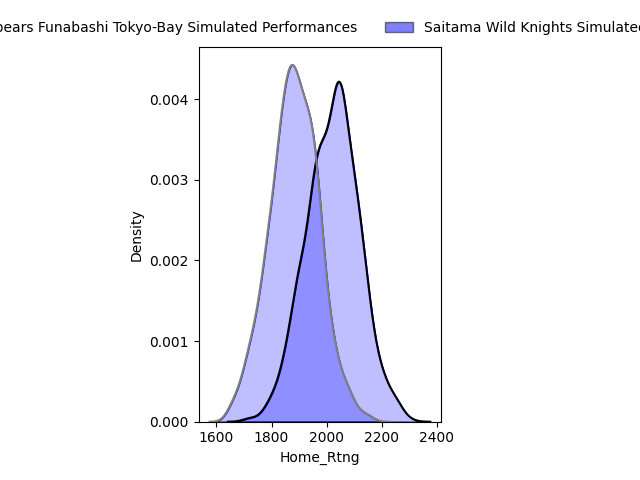 pears Funabashi Tokyo-Bay Simulated Performances
Saitama Wild Knights Simulated
0.004
0.003
0.002
0.001
0.000
Density
1600 1800 2000 2200 2400
Home_Rtng